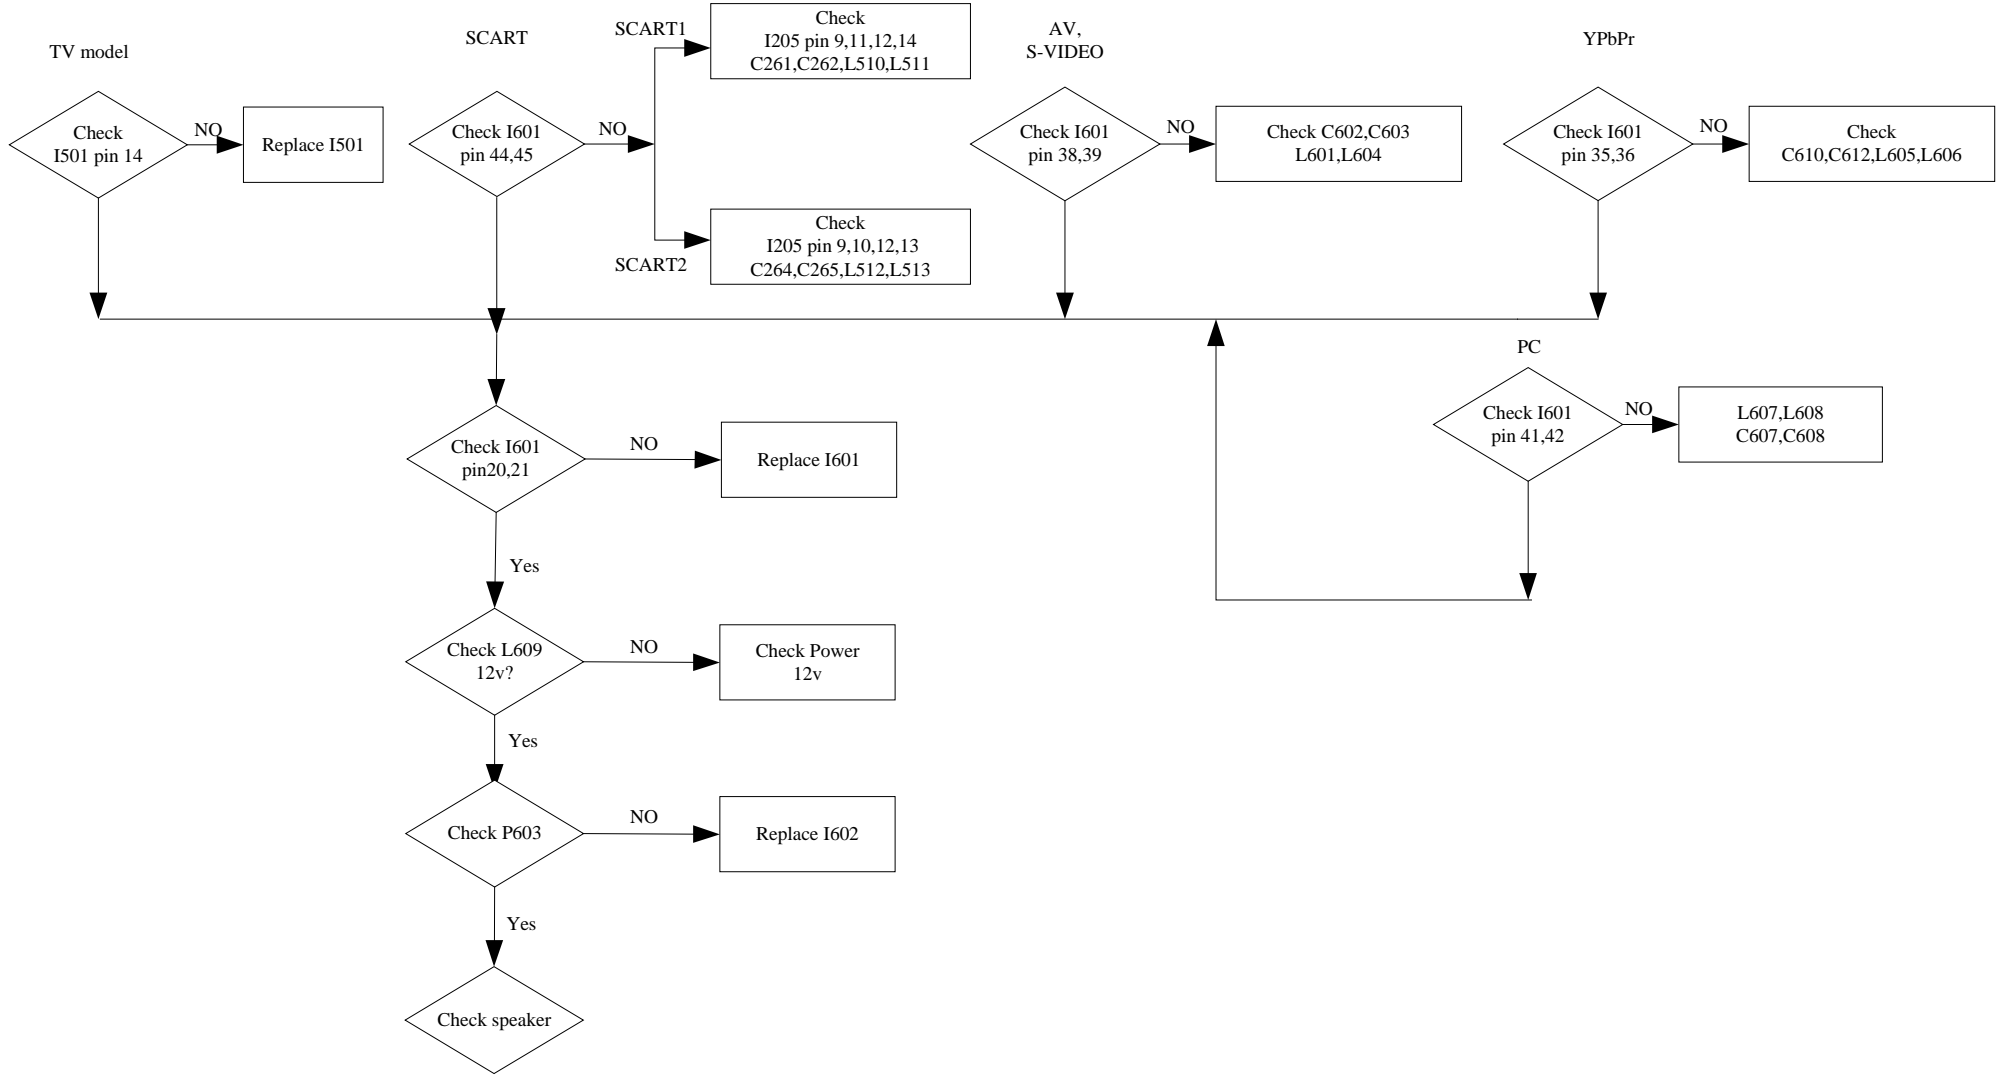 TV model
Check
I501 pin 14
NO
Replace I501
SCART
Check I601
pin 44,45
NO
SCART1
Check
I205 pin 9,11,12,14
C261,C262,L510,L511
SCART2
Check
I205 pin 9,10,12,13
C264,C265,L512,L513
AV,
S-VIDEO
Check I601
pin 38,39
NO
Check C602,C603
L601,L604
YPbPr
Check I601
pin 35,36
NO
Check
C610,C612,L605,L606
PC
Check I601
pin 41,42
NO
L607,L608
C607,C608
Check I601
pin20,21
NO
Replace I601
Yes
Check L609
12v?
NO
Check Power
12v
Yes
Check P603
NO
Replace I602
Yes
Check speaker